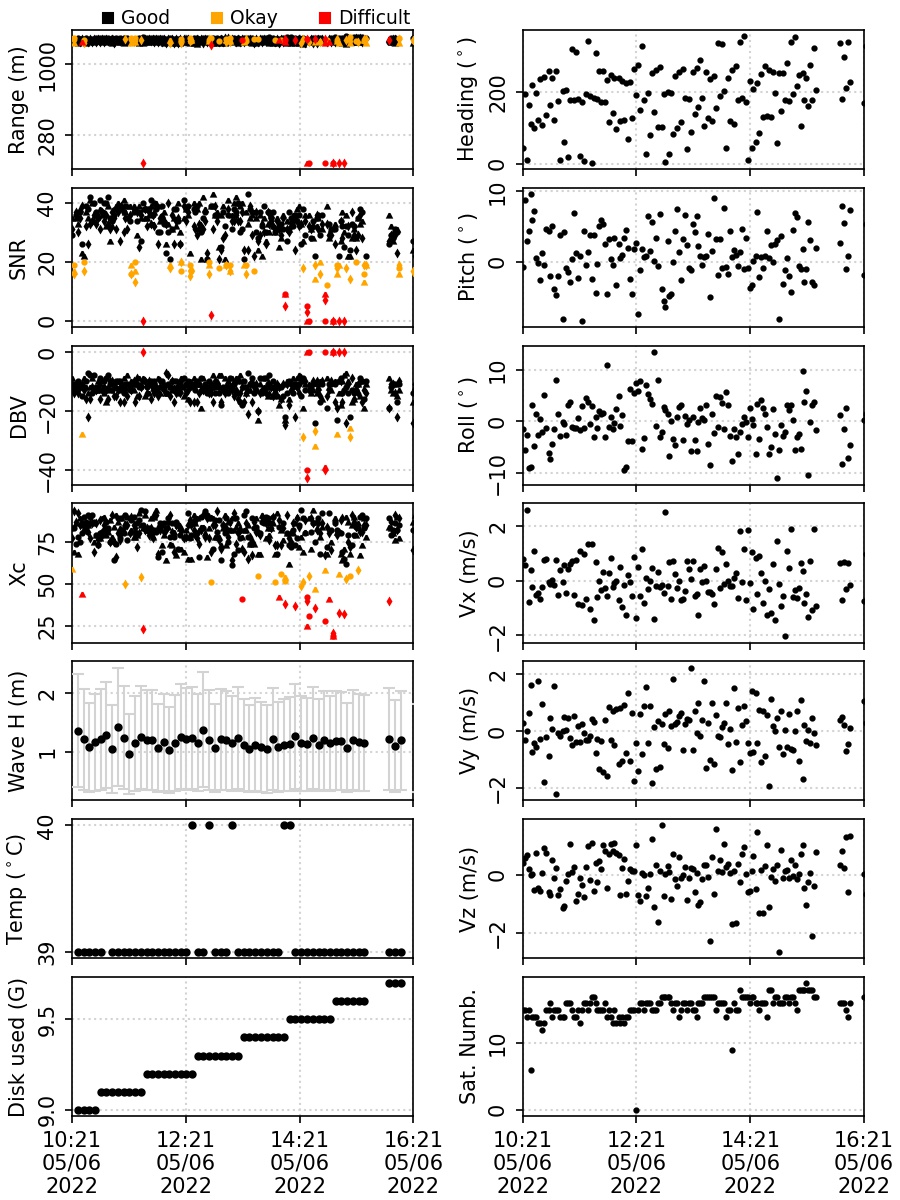 Good Okay Difficult
Range (m)
1000
280
Heading (°)
200
0
SNR
40
20
0
Pitch (°)
10
0
DBV
0
−20
−40
Roll (°)
10
0
−10
Xc
75
50
25
Vx (m/s)
2
0
−2
Wave H (m)
2
1
Vy (m/s)
2
0
−2
Temp (°C)
40
39
Vz (m/s)
0
−2
Disk used (G)
9.5
9.0
Sat. Numb.
10
0
10:21 12:21 14:21 16:21 10:21 12:21 14:21 16:21
05/06 05/06 05/06 05/06 05/06 05/06 05/06 05/06
2022 2022 2022 2022 2022 2022 2022 2022